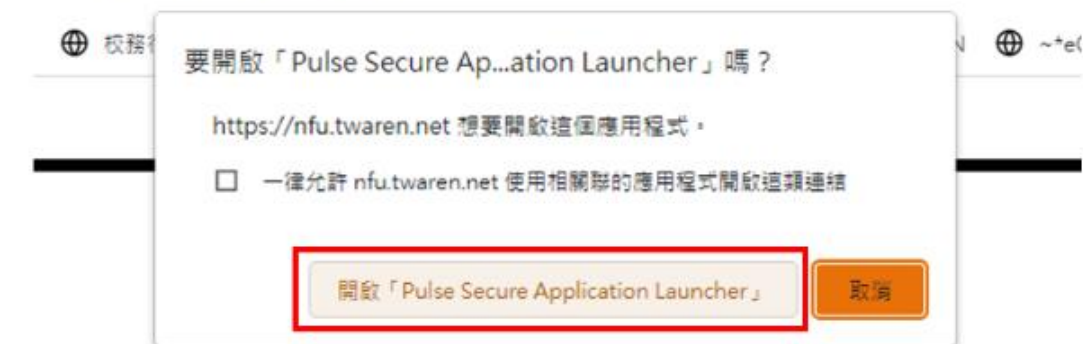 校務
要開啟「Pulse Secure Ap...ation Launcher」嗎？
https://nfu.twaren.net 想要開啟這個應用程式。
一律允許 nfu.twaren.net 使用相關聯的應用程式開啟這類連結
開啟「Pulse Secure Application Launcher」
取消